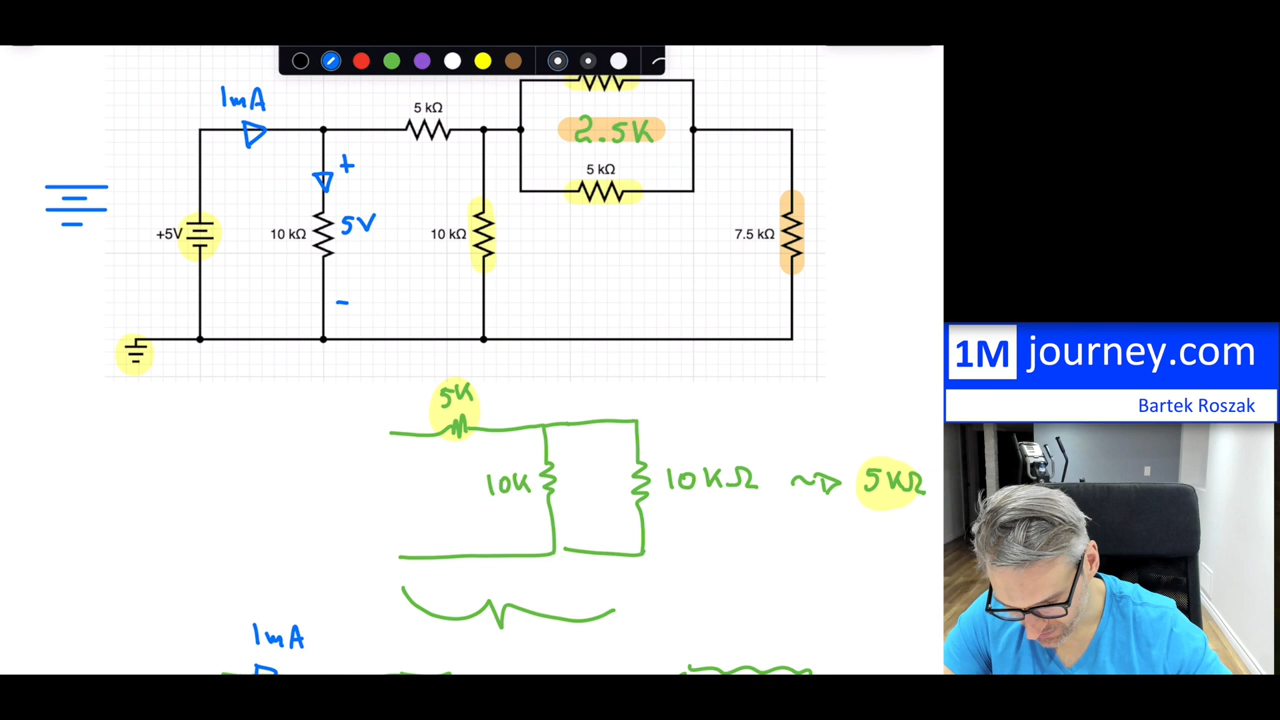 1mA
5 kΩ
2.5K
5 kΩ
+
5V
+5V
10 kΩ
10 kΩ
7.5 kΩ
-
1M journey.com
Bartek Roszak
5K
10K
10KΩ
5KΩ
1mA